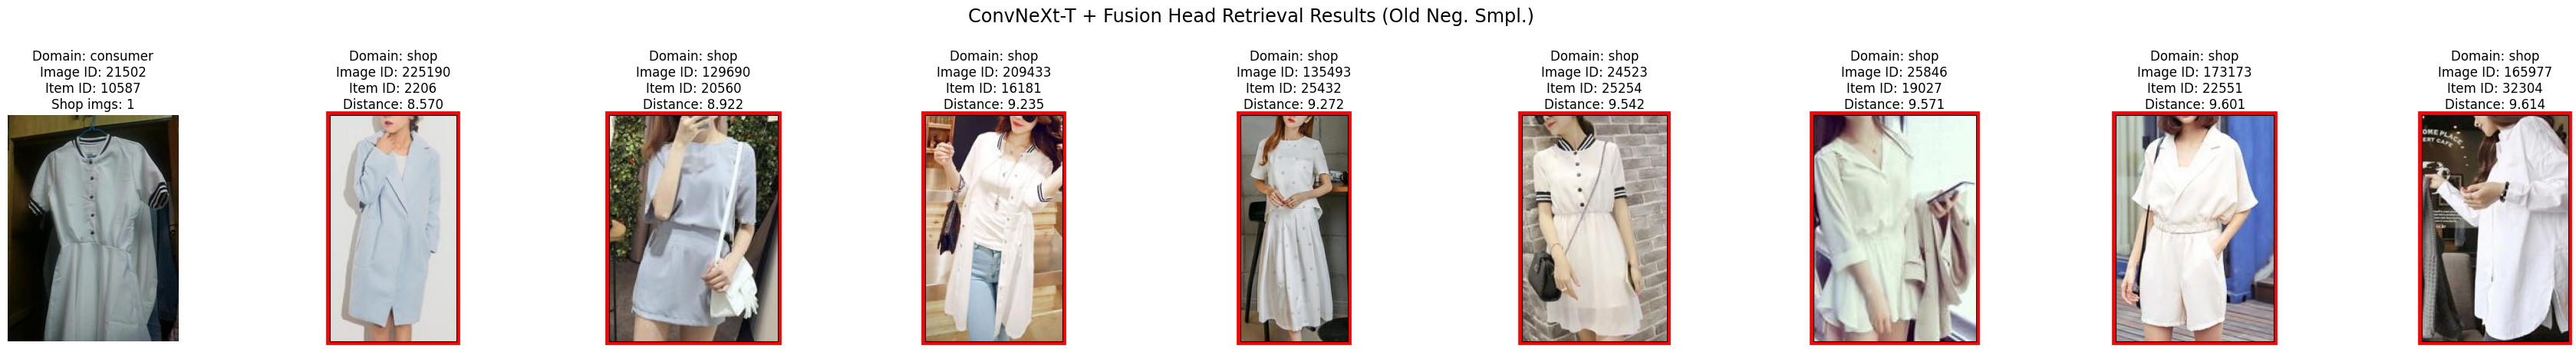 ConvNeXt-T + Fusion Head Retrieval Results (Old Neg. Smpl.)
Domain: consumer
Image ID: 21502
Item ID: 10587
Shop imgs: 1
Domain: shop
Image ID: 225190
Item ID: 2206
Distance: 8.570
Domain: shop
Image ID: 129690
Item ID: 20560
Distance: 8.922
Domain: shop
Image ID: 209433
Item ID: 16181
Distance: 9.235
Domain: shop
Image ID: 135493
Item ID: 25432
Distance: 9.272
Domain: shop
Image ID: 24523
Item ID: 25254
Distance: 9.542
Domain: shop
Image ID: 25846
Item ID: 19027
Distance: 9.571
Domain: shop
Image ID: 173173
Item ID: 22551
Distance: 9.601
Domain: shop
Image ID: 165977
Item ID: 32304
Distance: 9.614
OME PLACE
CAFE